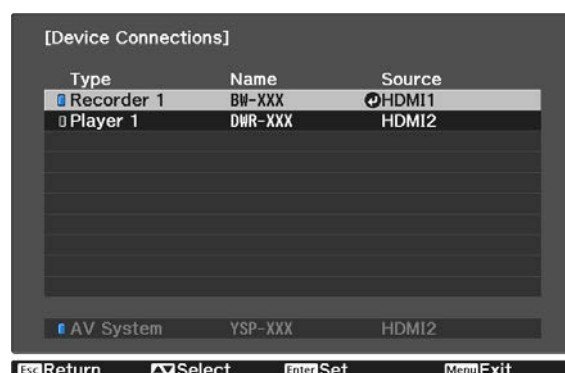 [Device Connections]
Type Name Source
Recorder 1 BW-XXX HDMI1
Player 1 DWR-XXX HDMI2
AV System YSP-XXX HDMI2
Esc Return Select Enter Set Menu Exit